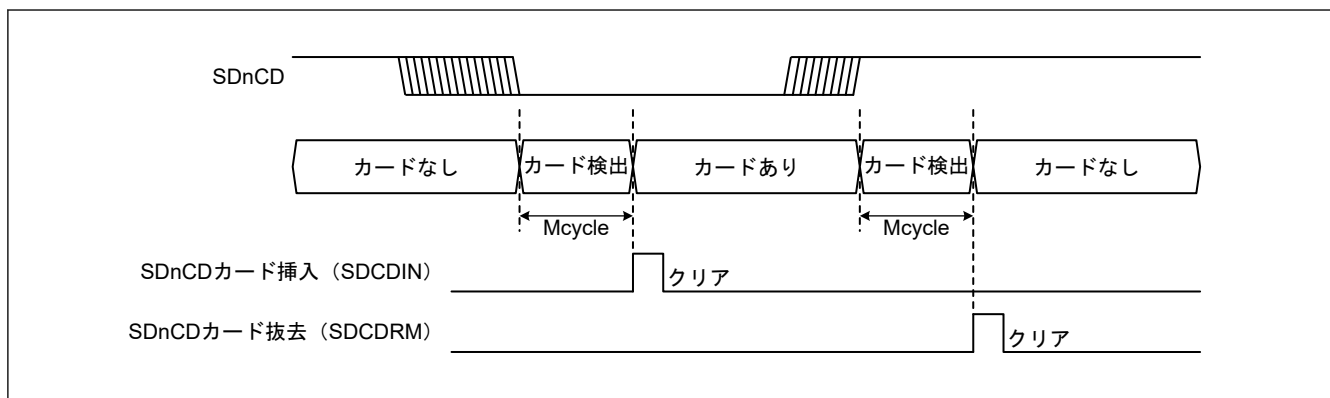 SDnCD
カードなし カード検出 カードあり カード検出 カードなし
Mcycle Mcycle
SDnCDカード挿入（SDCDIN） クリア
SDnCDカード抜去（SDCDRM） クリア